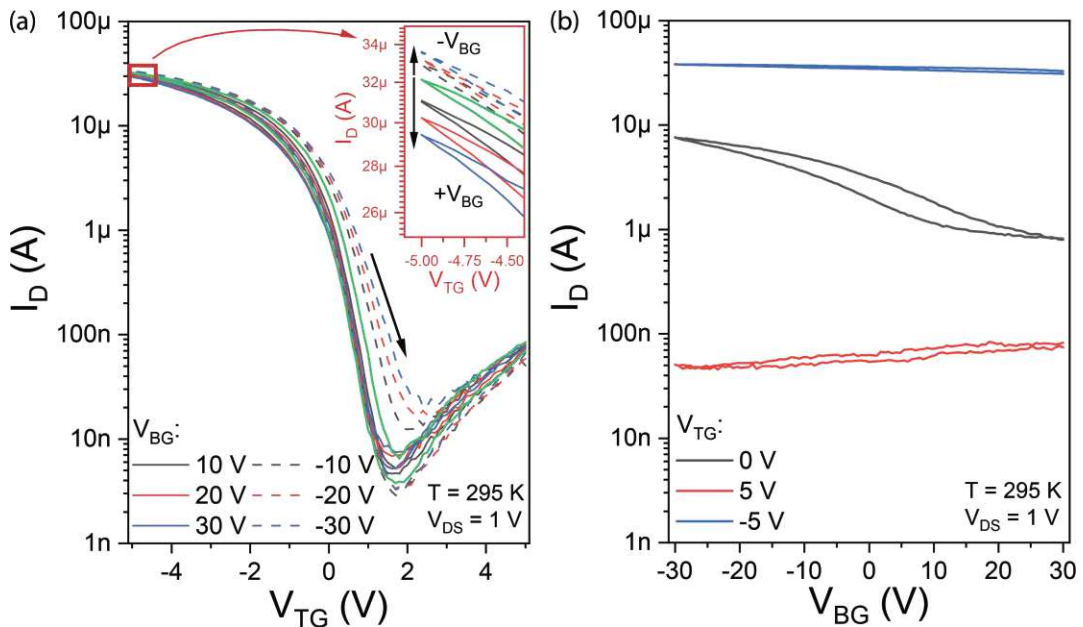 (a)
100µ
10µ
1µ
100n
10n
1n
I_D (A)
-4 -2 0 2 4
V_TG (V)
34µ
32µ
30µ
28µ
26µ
I_D (A)
-V_BG
+V_BG
-5.00 -4.75 -4.50
V_TG (V)
V_BG:
10 V -10 V
20 V -20 V
30 V -30 V
T = 295 K
V_DS = 1 V
(b)
100µ
10µ
1µ
100n
10n
1n
I_D (A)
-30 -20 -10 0 10 20 30
V_BG (V)
V_TG:
0 V
5 V
-5 V
T = 295 K
V_DS = 1 V